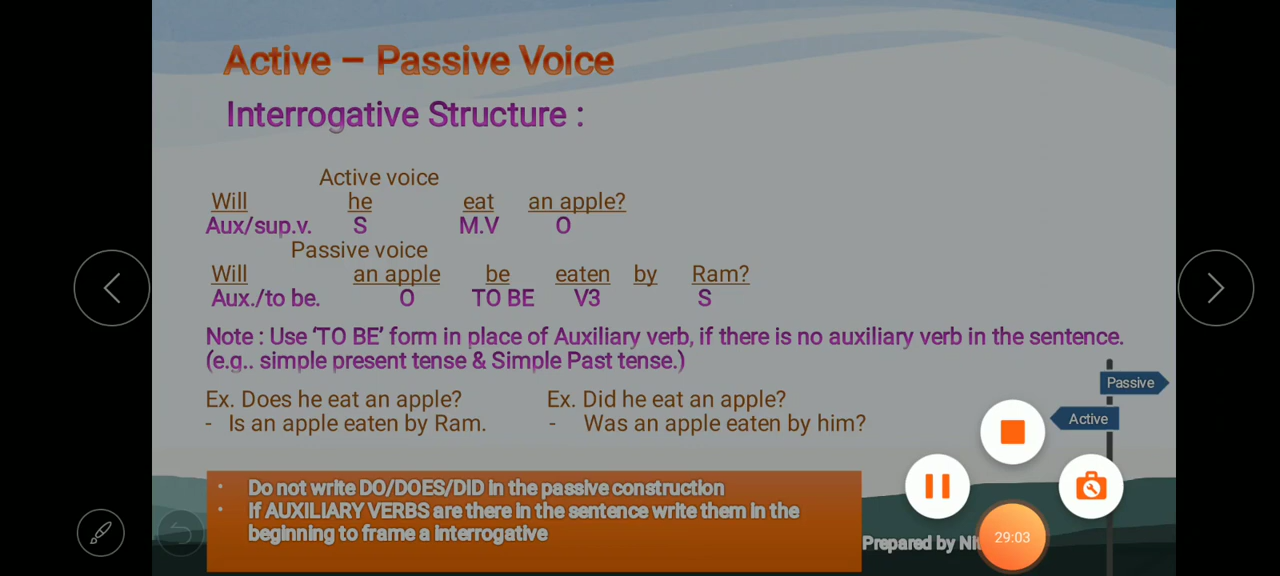 Active – Passive Voice
Interrogative Structure :
Active voice
Will he eat an apple?
Aux/sup.v. S M.V O
Passive voice
Will an apple be eaten by Ram?
Aux./to be. O TO BE V3 S
Note : Use ‘TO BE’ form in place of Auxiliary verb, if there is no auxiliary verb in the sentence.
(e.g.. simple present tense & Simple Past tense.)
Ex. Does he eat an apple? Ex. Did he eat an apple?
- Is an apple eaten by Ram. - Was an apple eaten by him?
Passive
Active
• Do not write DO/DOES/DID in the passive construction
• If AUXILIARY VERBS are there in the sentence write them in the
beginning to frame a interrogative
Prepared by
29:03